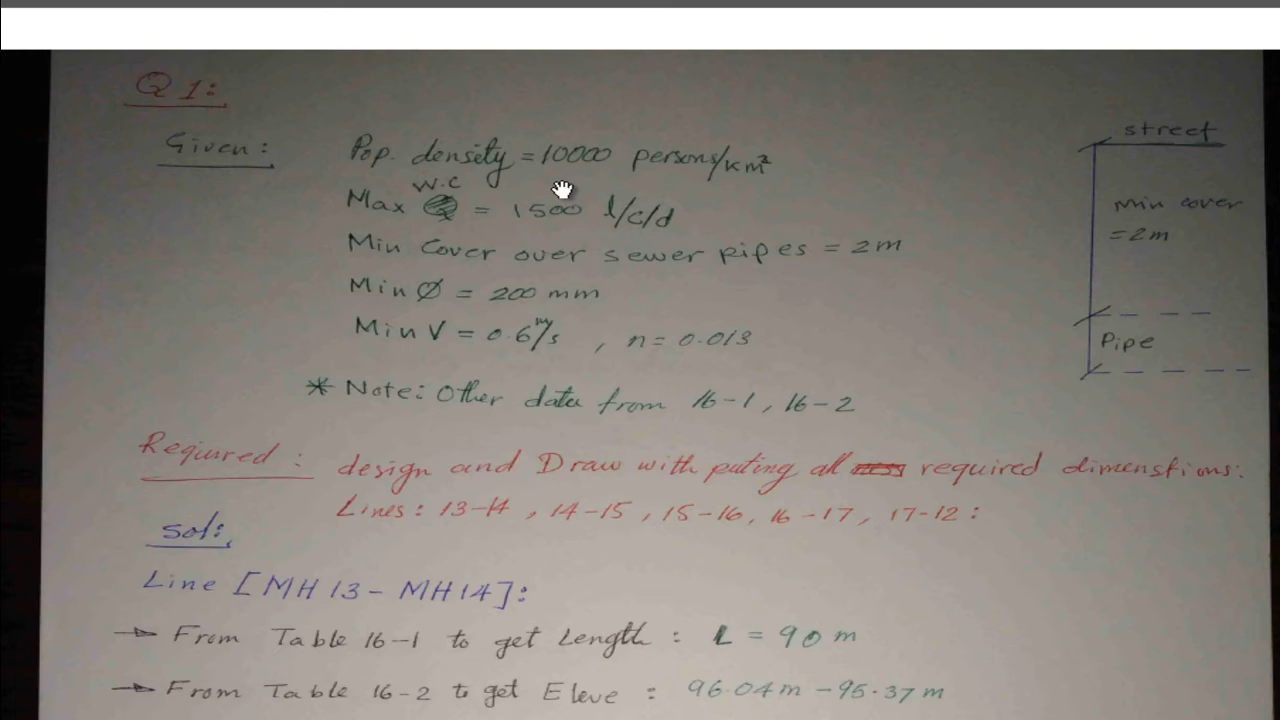 Q 1:
Given: Pop. density = 10000 persons/km²
Max W.C = 1500 l/c/d
Min Cover over sewer pipes = 2m
Min Ø = 200 mm
Min V = 0.6 m/s , n = 0.013
* Note: Other data from 16-1, 16-2
street
Min cover
= 2m
Pipe
Required: design and Draw with puting all required dimenstions:
Lines: 13-14 , 14-15 , 15-16, 16-17, 17-12 :
Sol:
Line [MH 13 - MH 14]:
→ From Table 16-1 to get Length : L = 90 m
→ From Table 16-2 to get Eleve : 96.04m - 95.37m